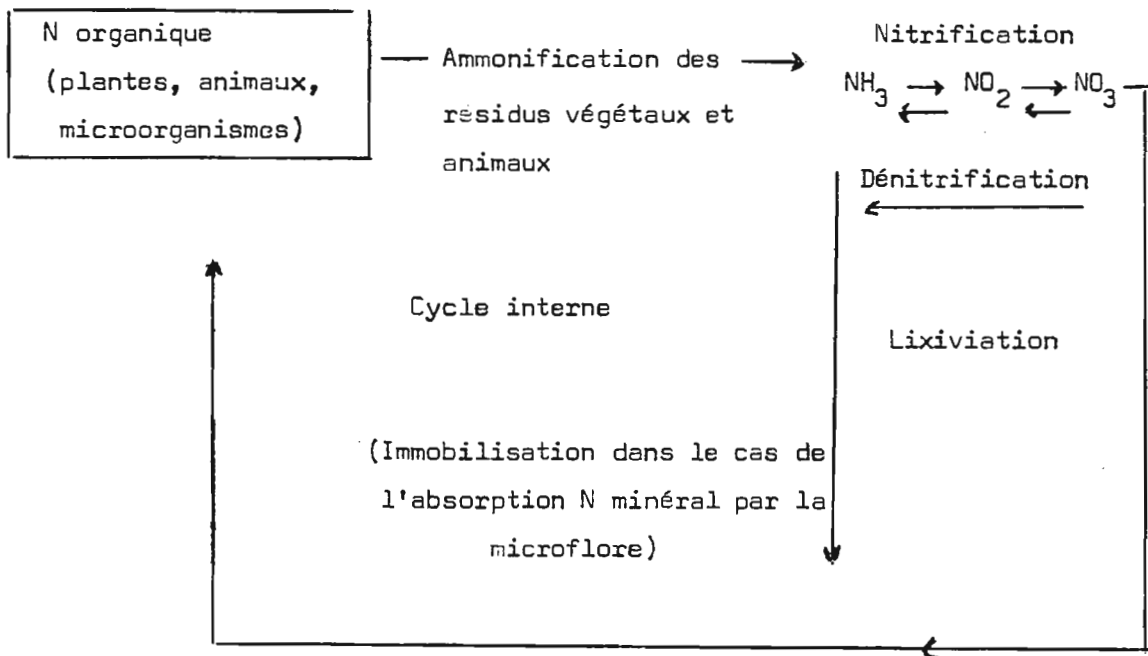 N organique
(plantes, animaux,
microorganismes)
Ammonification des
résidus végétaux et
animaux
Nitrification
NH3 → NO2 → NO3
← ←
Dénitrification
Cycle interne
Lixiviation
(Immobilisation dans le cas de
l'absorption N minéral par la
microflore)